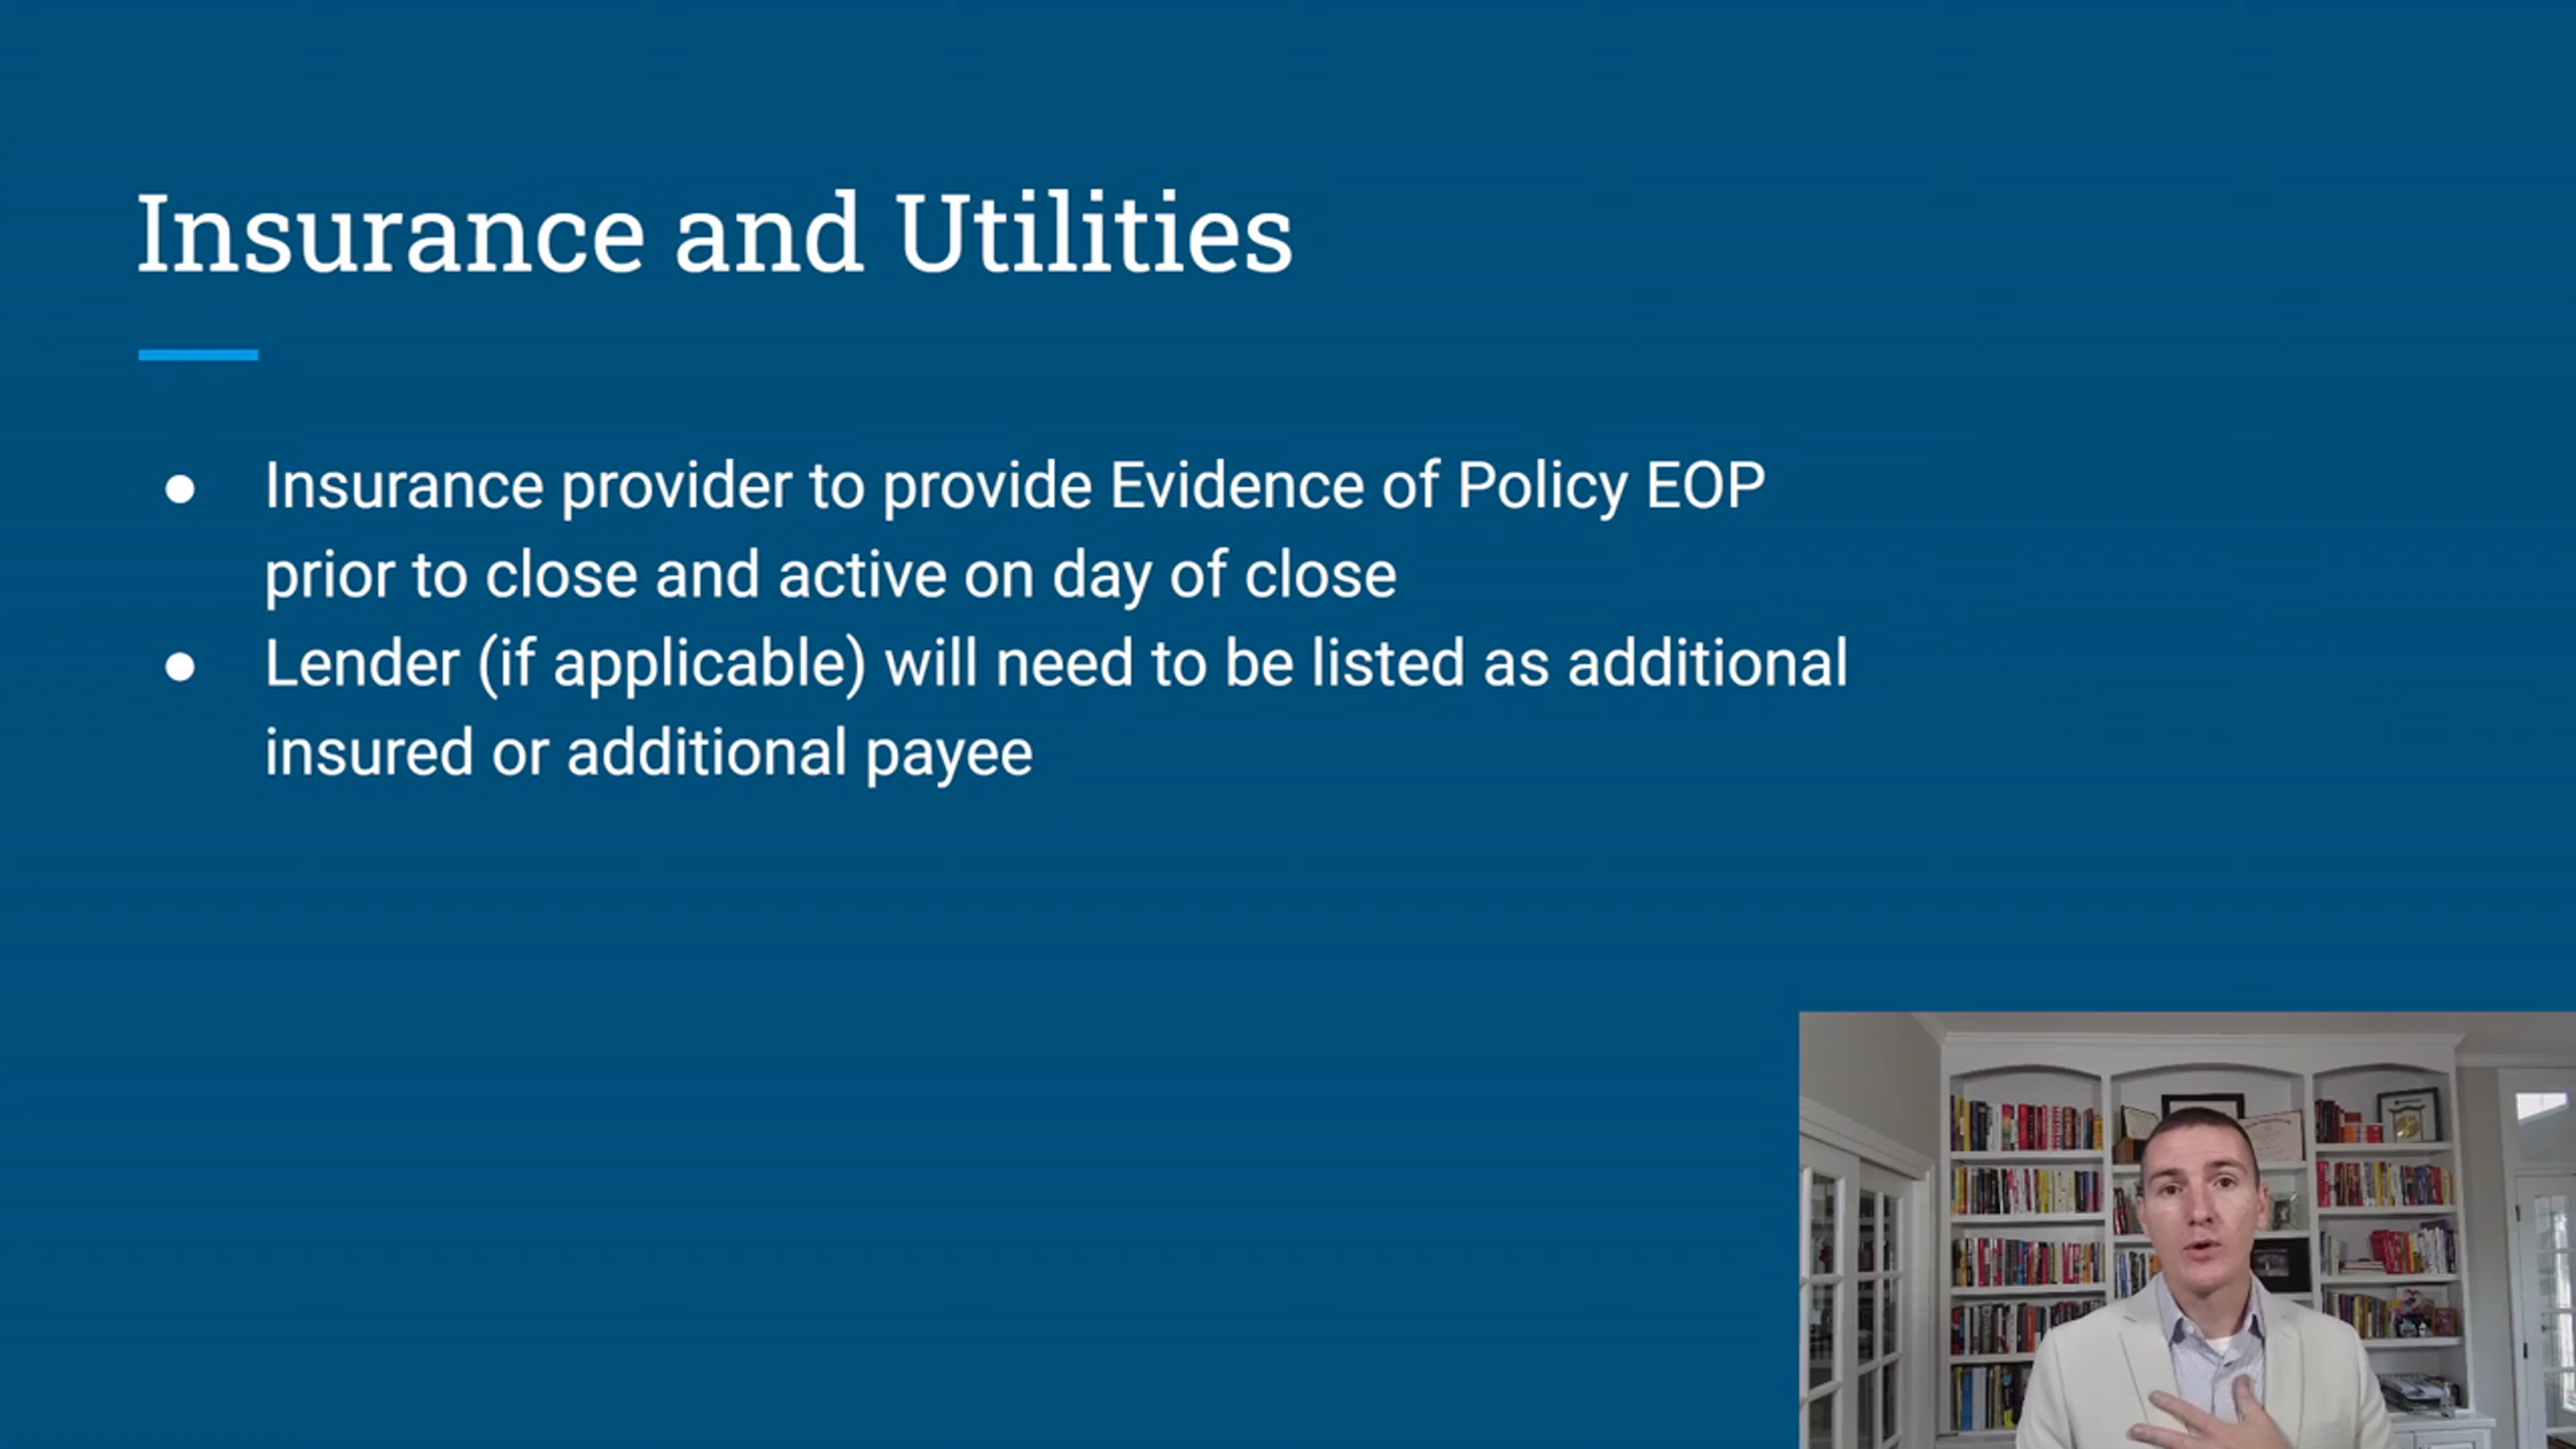 Insurance and Utilities
● Insurance provider to provide Evidence of Policy EOP
prior to close and active on day of close
● Lender (if applicable) will need to be listed as additional
insured or additional payee